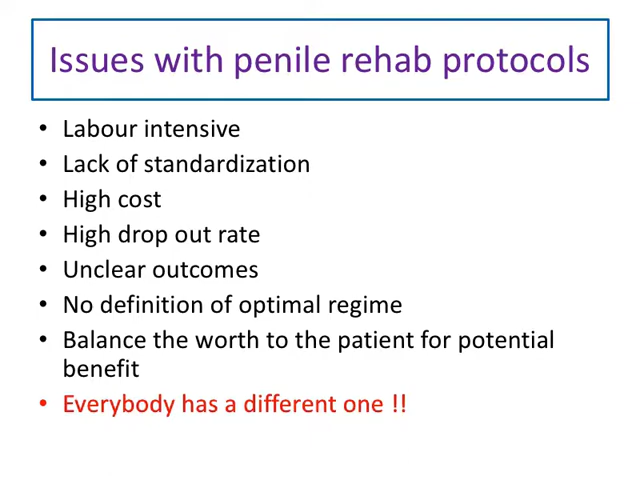 Issues with penile rehab protocols
• Labour intensive
• Lack of standardization
• High cost
• High drop out rate
• Unclear outcomes
• No definition of optimal regime
• Balance the worth to the patient for potential
benefit
• Everybody has a different one !!